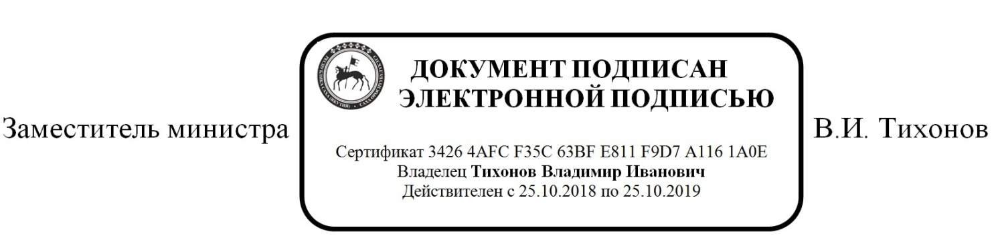 ДОКУМЕНТ ПОДПИСАН
ЭЛЕКТРОННОЙ ПОДПИСЬЮ
Заместитель министра
В.И. Тихонов
Сертификат 3426 4AFC F35C 63BF E811 F9D7 A116 1A0E
Владелец Тихонов Владимир Иванович
Действителен с 25.10.2018 по 25.10.2019